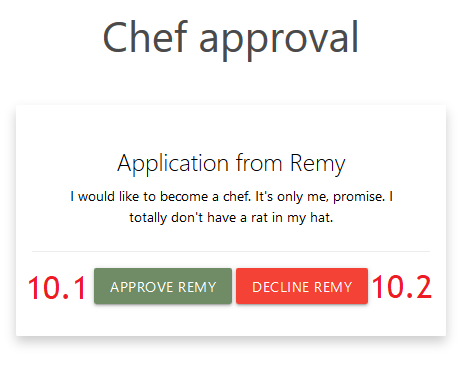 Chef approval
Application from Remy
I would like to become a chef. It's only me, promise. I
totally don't have a rat in my hat.
10.1 APPROVE REMY DECLINE REMY 10.2